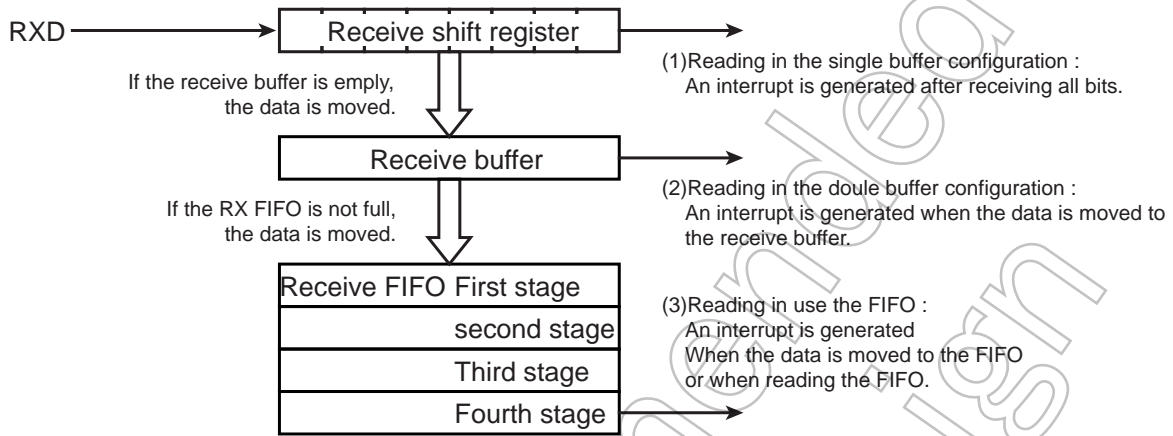 RXD
Receive shift register
(1)Reading in the single buffer configuration :
An interrupt is generated after receiving all bits.
If the receive buffer is emply,
the data is moved.
Receive buffer
(2)Reading in the doule buffer configuration :
An interrupt is generated when the data is moved to
the receive buffer.
If the RX FIFO is not full,
the data is moved.
Receive FIFO First stage
second stage
Third stage
Fourth stage
(3)Reading in use the FIFO :
An interrupt is generated
When the data is moved to the FIFO
or when reading the FIFO.